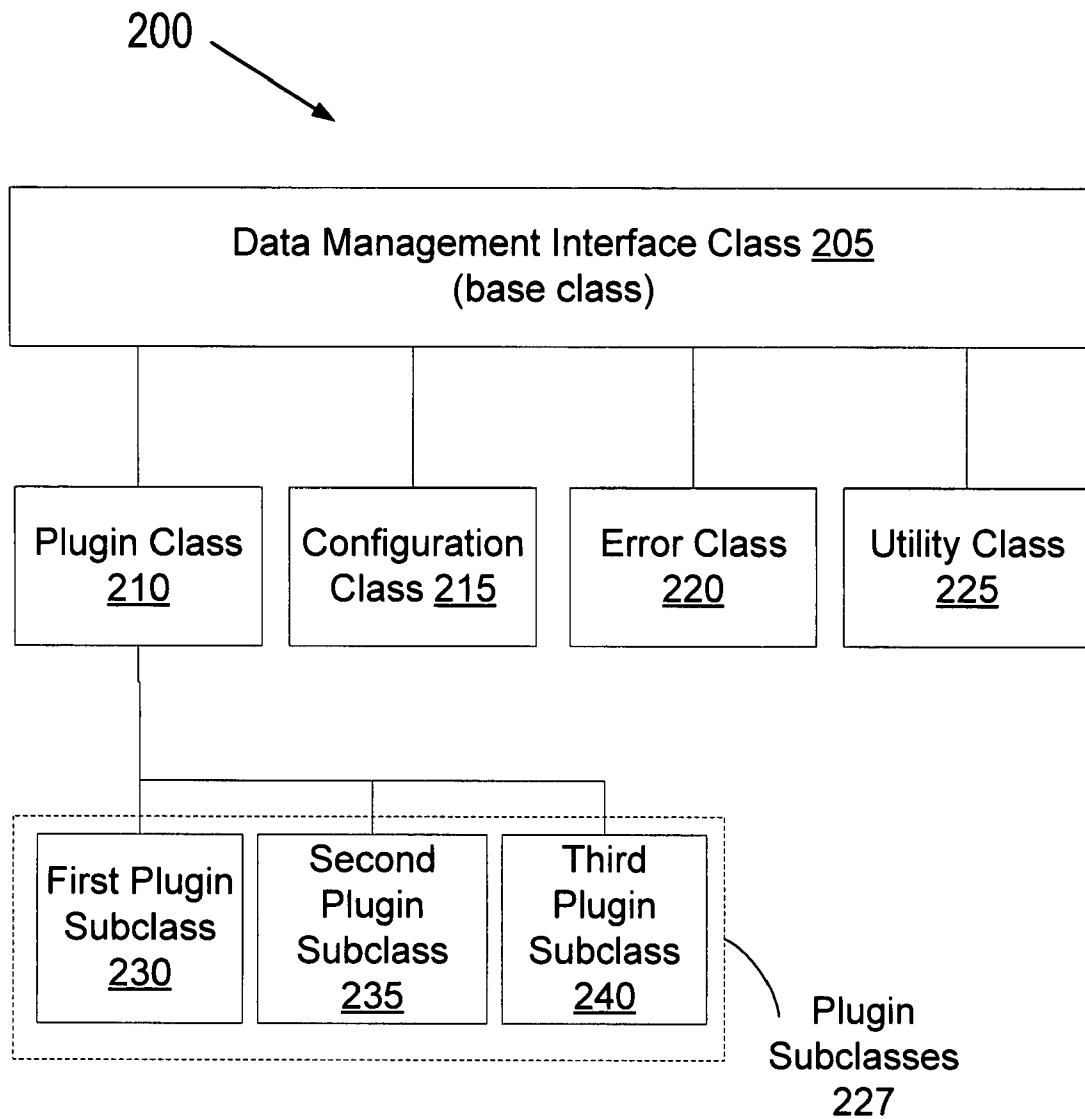 200
Data Management Interface Class 205
(base class)
Plugin Class
210
Configuration
Class 215
Error Class
220
Utility Class
225
First Plugin
Subclass
230
Second
Plugin
Subclass
235
Third
Plugin
Subclass
240
Plugin
Subclasses
227